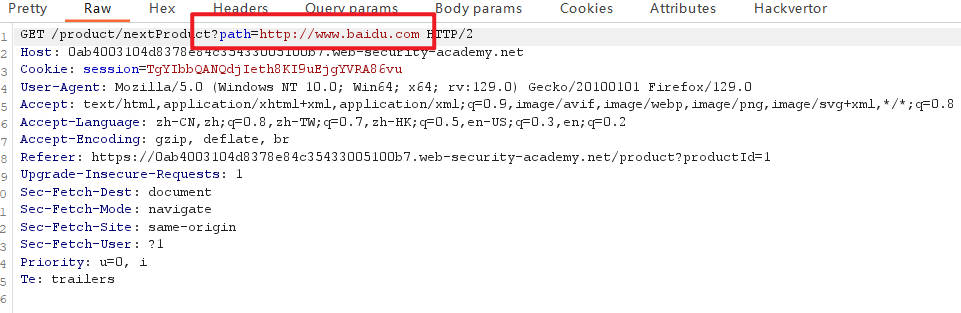 Pretty Raw Hex Headers Query params Body params Cookies Attributes Hackvertor
1 GET /product/nextProduct?path=http://www.baidu.com HTTP/2
2 Host: 0ab4003104d8378e84c35433005100b7.web-security-academy.net
3 Cookie: session=TgYIbbQANQdjIeth8KI9uEjgYVRA86vu
4 User-Agent: Mozilla/5.0 (Windows NT 10.0; Win64; x64; rv:129.0) Gecko/20100101 Firefox/129.0
5 Accept: text/html,application/xhtml+xml,application/xml;q=0.9,image/avif,image/webp,image/png,image/svg+xml,*/*;q=0.8
6 Accept-Language: zh-CN,zh;q=0.8,zh-TW;q=0.7,zh-HK;q=0.5,en-US;q=0.3,en;q=0.2
7 Accept-Encoding: gzip, deflate, br
8 Referer: https://0ab4003104d8378e84c35433005100b7.web-security-academy.net/product?productId=1
9 Upgrade-Insecure-Requests: 1
0 Sec-Fetch-Dest: document
1 Sec-Fetch-Mode: navigate
2 Sec-Fetch-Site: same-origin
3 Sec-Fetch-User: ?1
4 Priority: u=0, i
5 Te: trailers
6